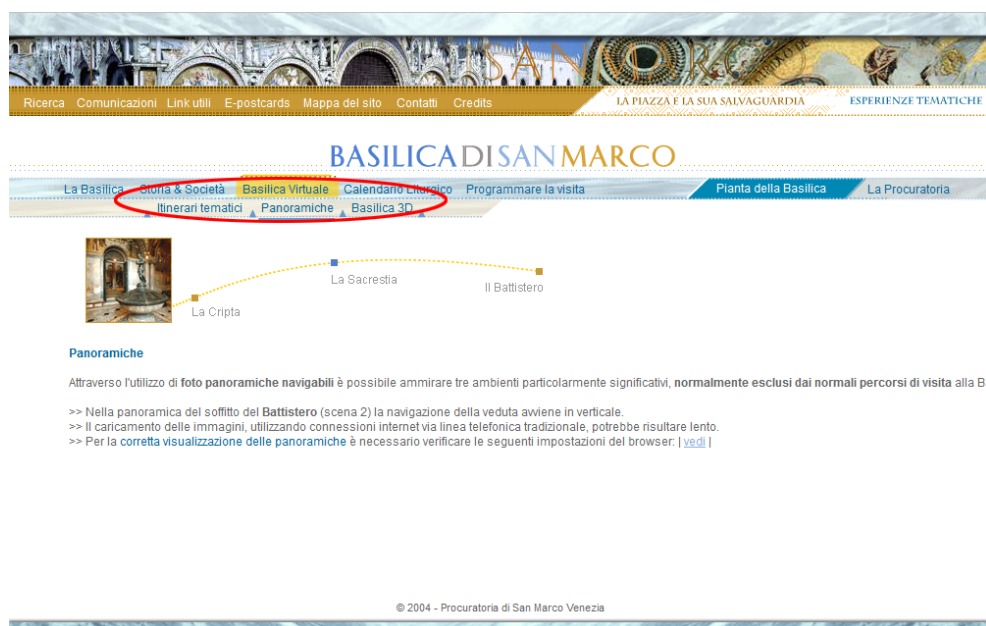 SAN MARCO
Ricerca Comunicazioni Link utili E-postcards Mappa del sito Contatti Credits LA PIAZZA E LA SUA SALVAGUARDIA ESPERIENZE TEMATICHE
BASILICA DI SAN MARCO
La Basilica Storia & Società Basilica Virtuale Calendario Liturgico Programmare la visita Pianta della Basilica La Procuratoria
Itinerari tematici Panoramiche Basilica 3D
La Sacrestia
Il Battistero
La Cripta
Panoramiche
Attraverso l'utilizzo di foto panoramiche navigabili è possibile ammirare tre ambienti particolarmente significativi, normalmente esclusi dai normali percorsi di visita alla B
>> Nella panoramica del soffitto del Battistero (scena 2) la navigazione della veduta avviene in verticale.
>> Il caricamento delle immagini, utilizzando connessioni internet via linea telefonica tradizionale, potrebbe risultare lento.
>> Per la corretta visualizzazione delle panoramiche è necessario verificare le seguenti impostazioni del browser: | vedi |
© 2004 - Procuratoria di San Marco Venezia